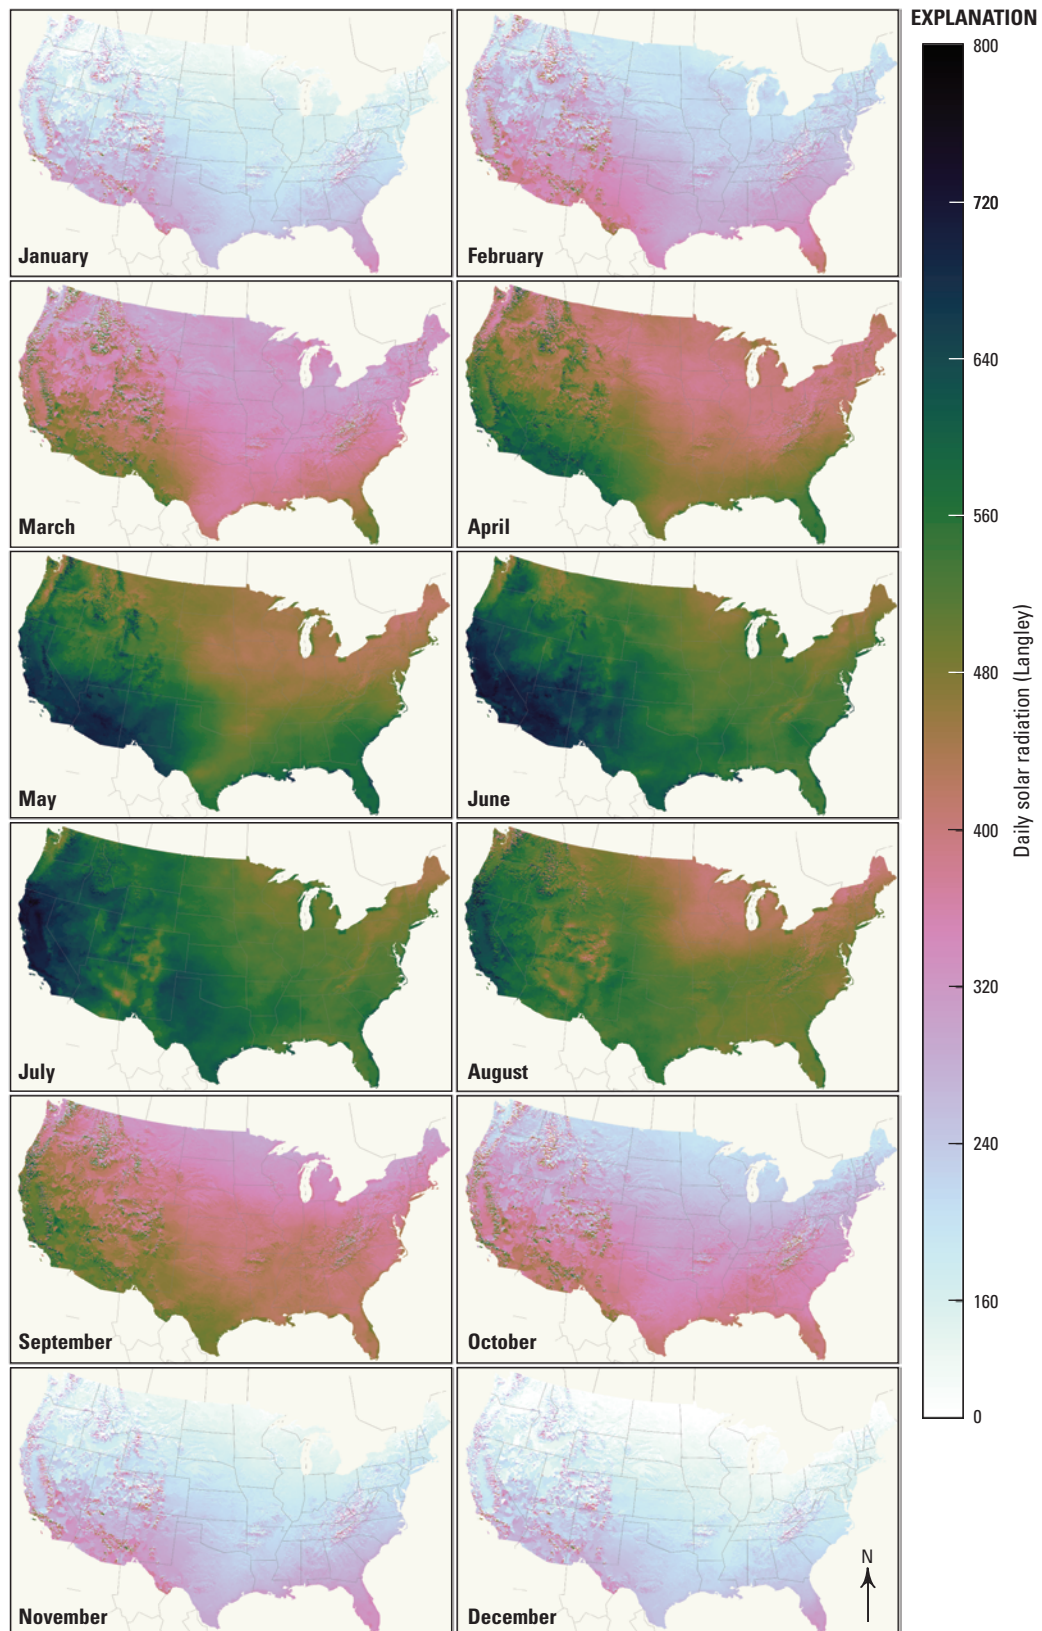 EXPLANATION
January
February
March
April
May
June
July
August
September
October
November
December
N
800
720
640
560
480
400
320
240
160
0
Daily solar radiation (Langley)